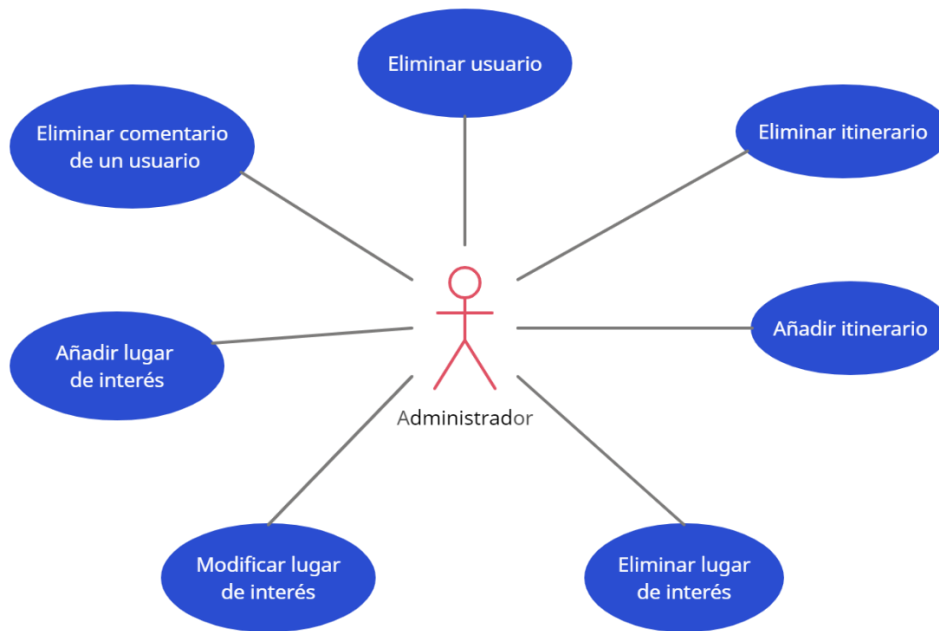 Eliminar usuario
Eliminar comentario
de un usuario
Eliminar itinerario
Añadir lugar
de interés
Añadir itinerario
Administrador
Modificar lugar
de interés
Eliminar lugar
de interés